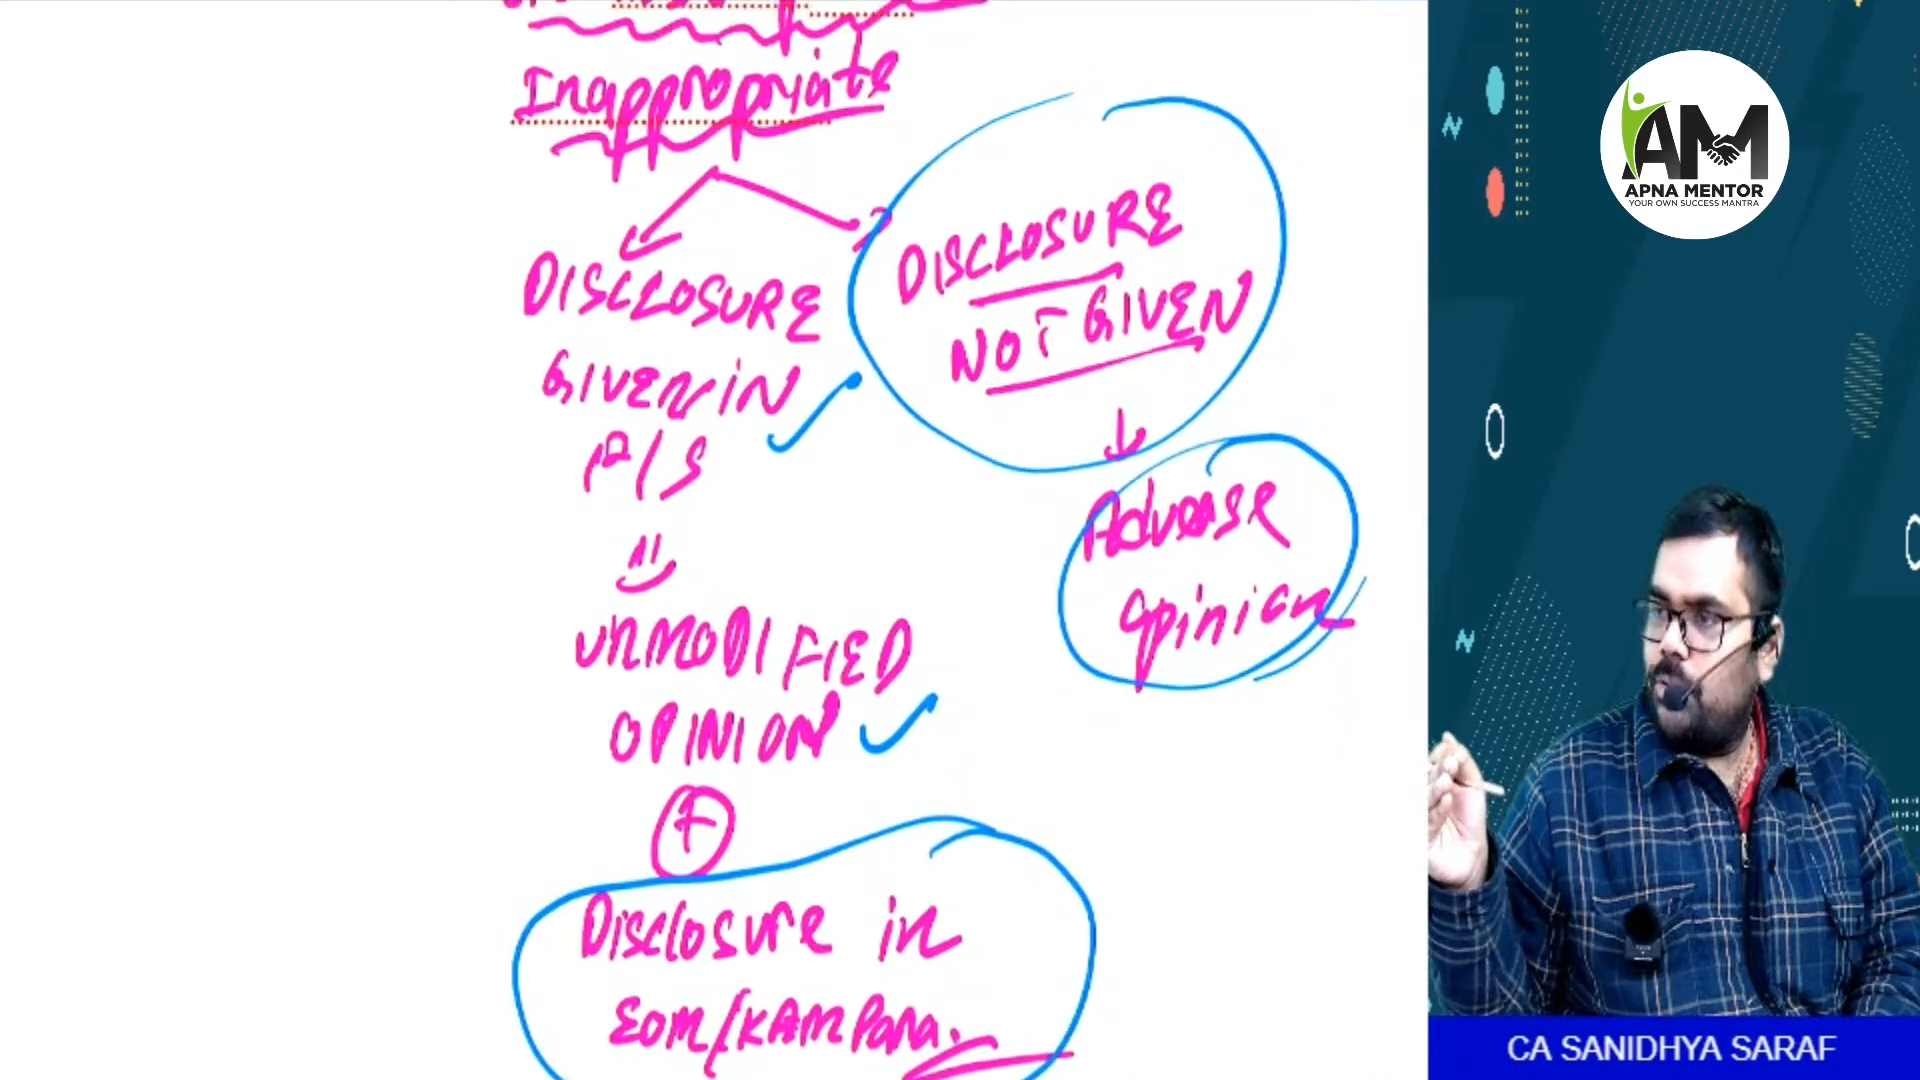 Inappropriate
DISCLOSURE
GIVEN IN
F/S
UNMODIFIED
OPINION
+
Disclosure in
EOM/KAM Para.
DISCLOSURE
NOT GIVEN
Adverse
Opinion
AM
APNA MENTOR
YOUR OWN SUCCESS MANTRA
CA SANIDHYA SARAF